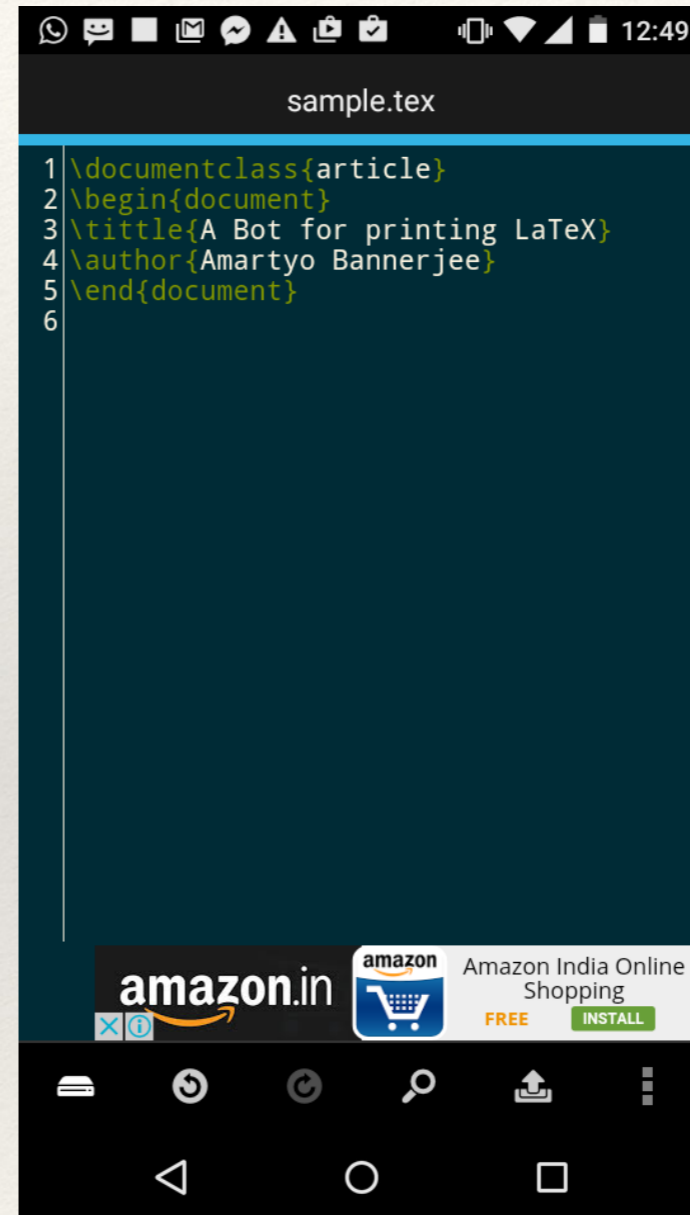 12:49
sample.tex
1 \documentclass{article}
2 \begin{document}
3 \tittle{A Bot for printing LaTeX}
4 \author{Amartyo Bannerjee}
5 \end{document}
6
amazon.in
amazon
Amazon India Online
Shopping
FREE INSTALL